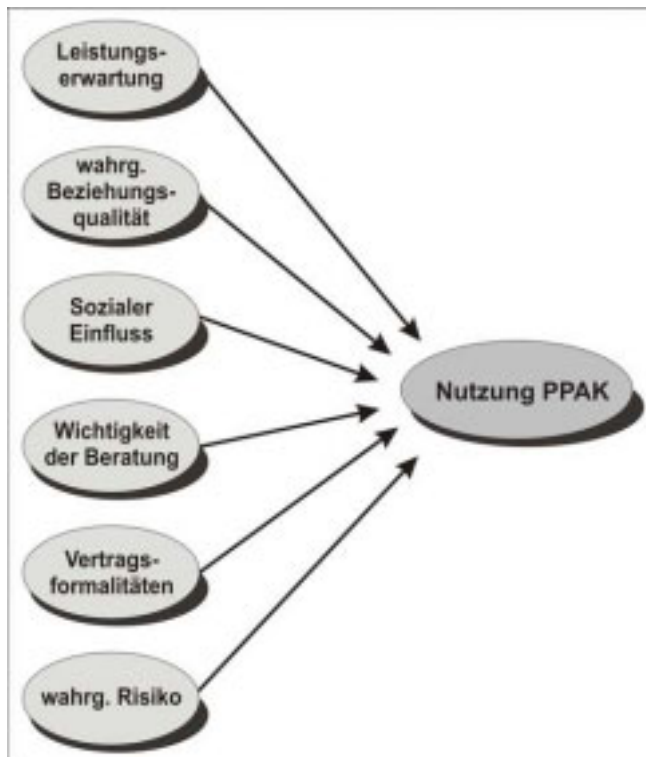 Leistungs-
erwartung
wahrg.
Beziehungs-
qualität
Sozialer
Einfluss
Nutzung PPAK
Wichtigkeit
der Beratung
Vertrags-
formalitäten
wahrg. Risiko